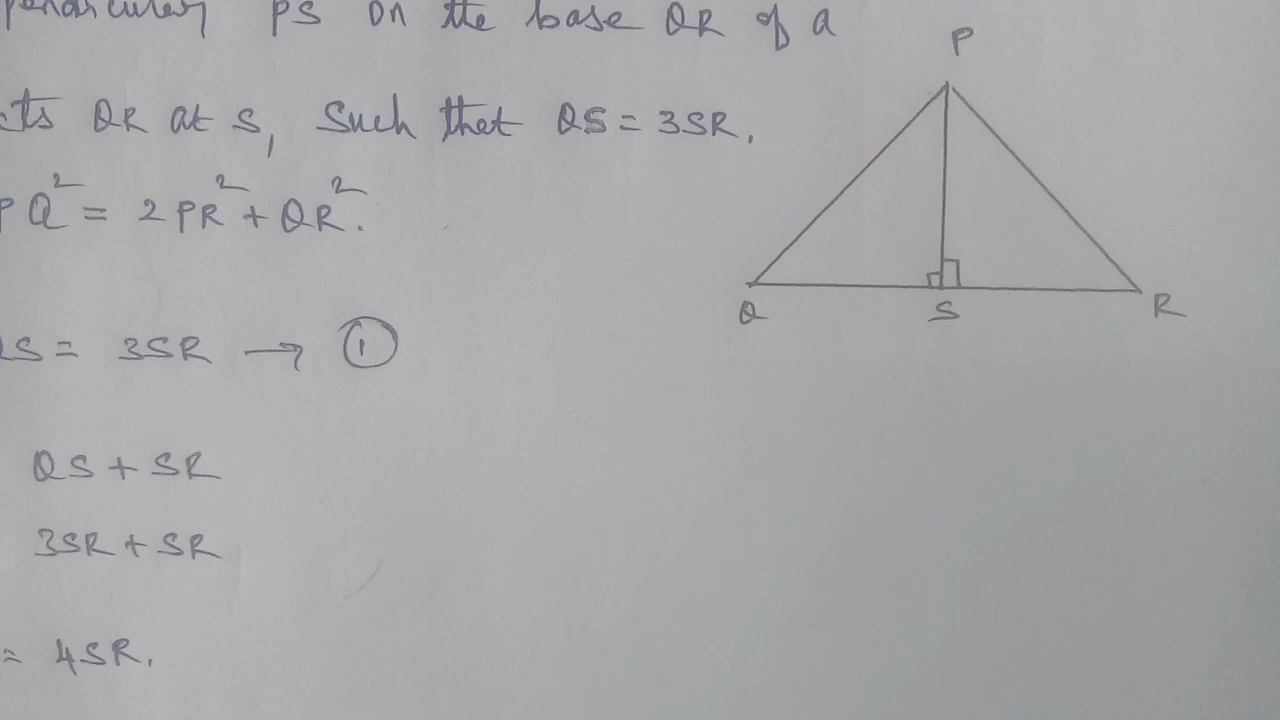 PS on the base QR of a
QR at S, Such that QS = 3SR.
PQ² = 2PR² + QR².
QS = 3SR → ①
QS + SR
3SR + SR
= 4SR.
P
Q
S
R